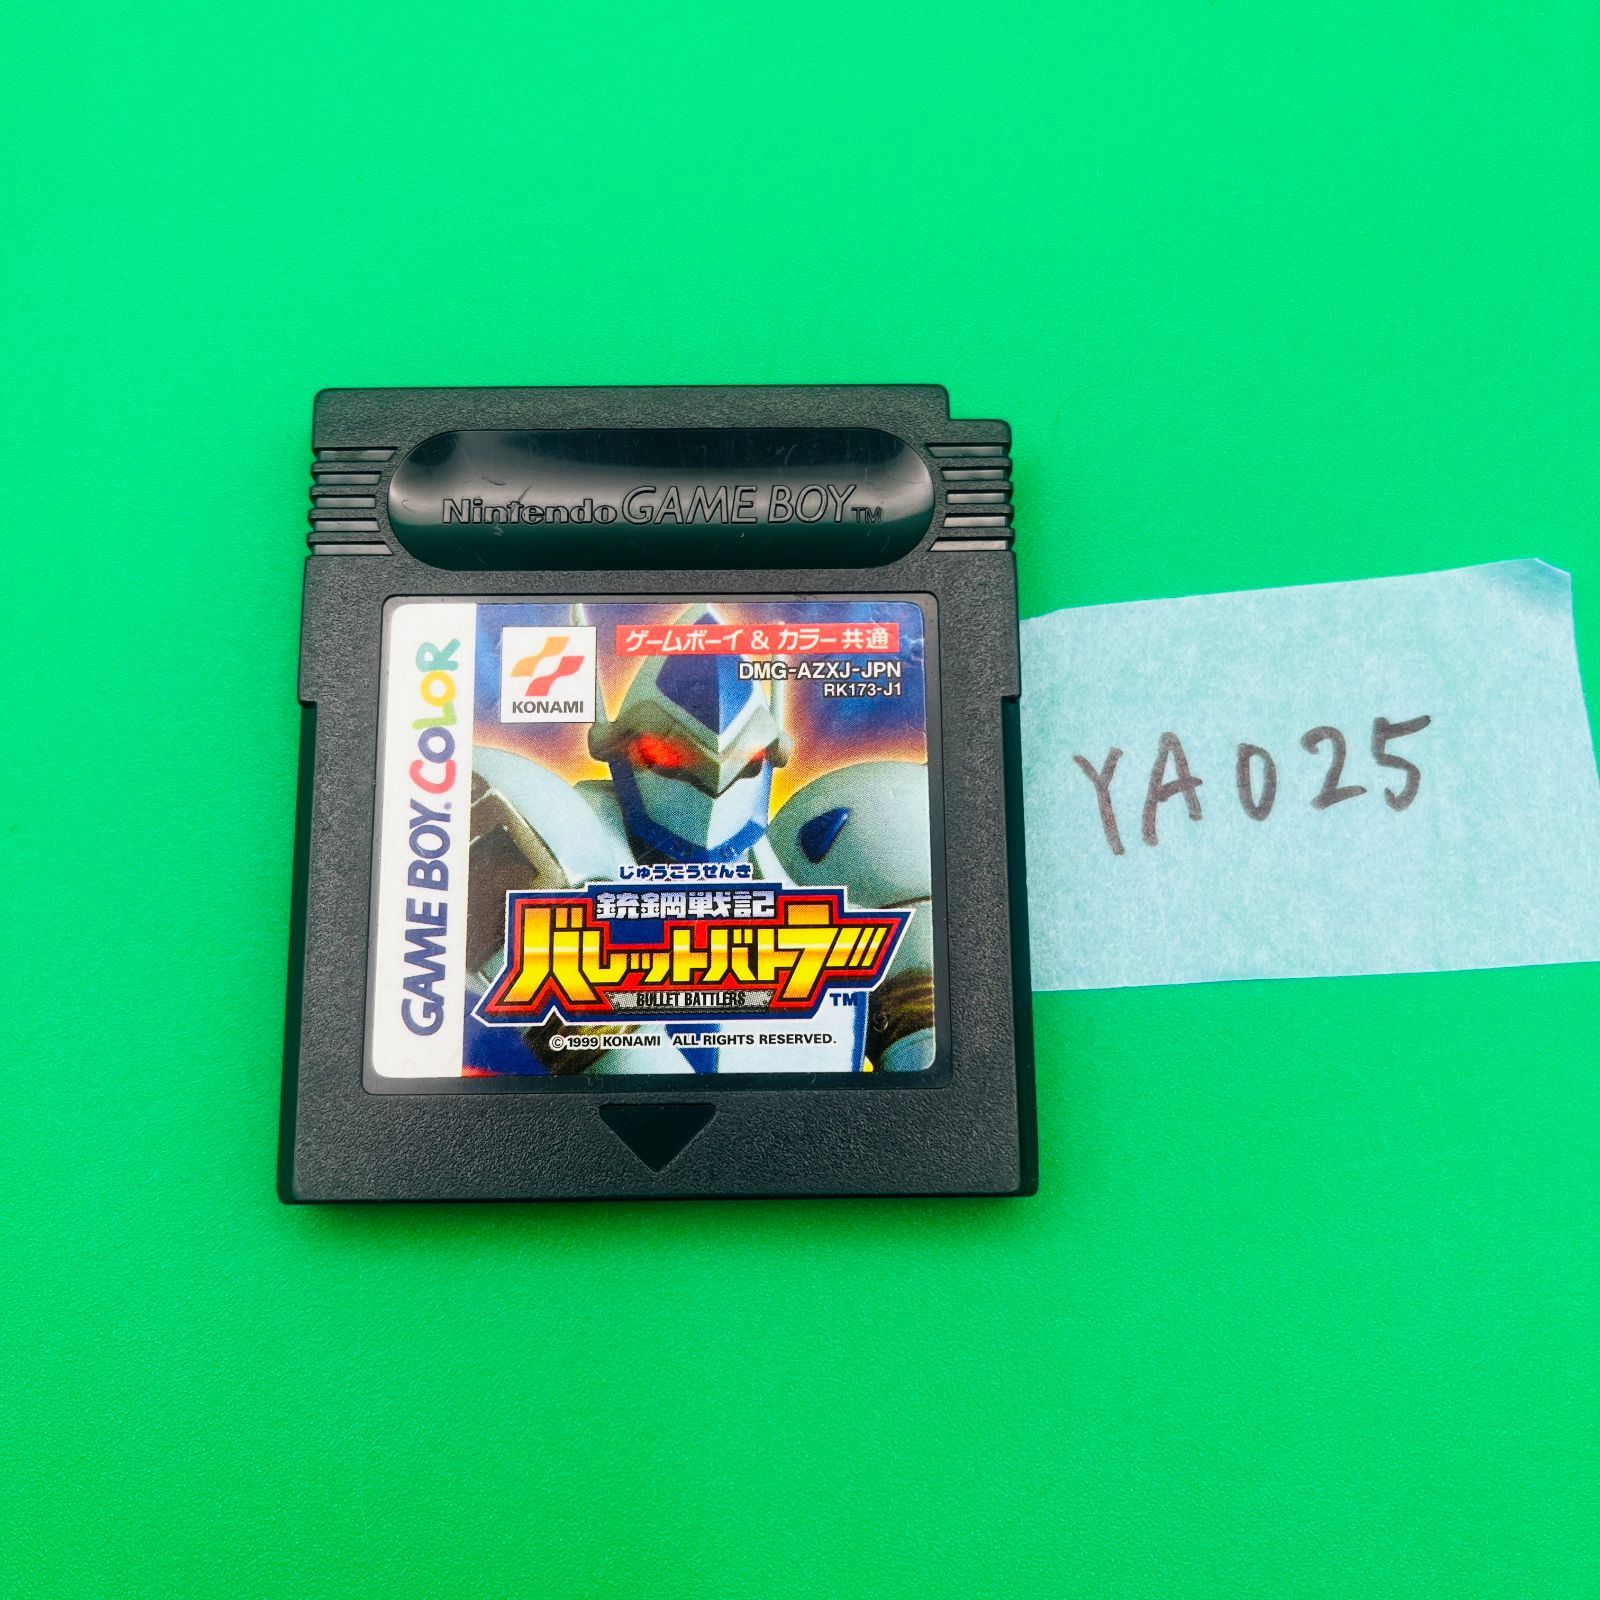 Nintendo GAME BOY TM
GAME BOY COLOR
KONAMI
ゲームボーイ & カラー共通
DMG-AZXJ-JPN
RK173-J1
じゅうこうせんき
銃鋼戦記
バレットバトラー
BULLET BATTLERS
TM
© 1999 KONAMI ALL RIGHTS RESERVED.
YA025